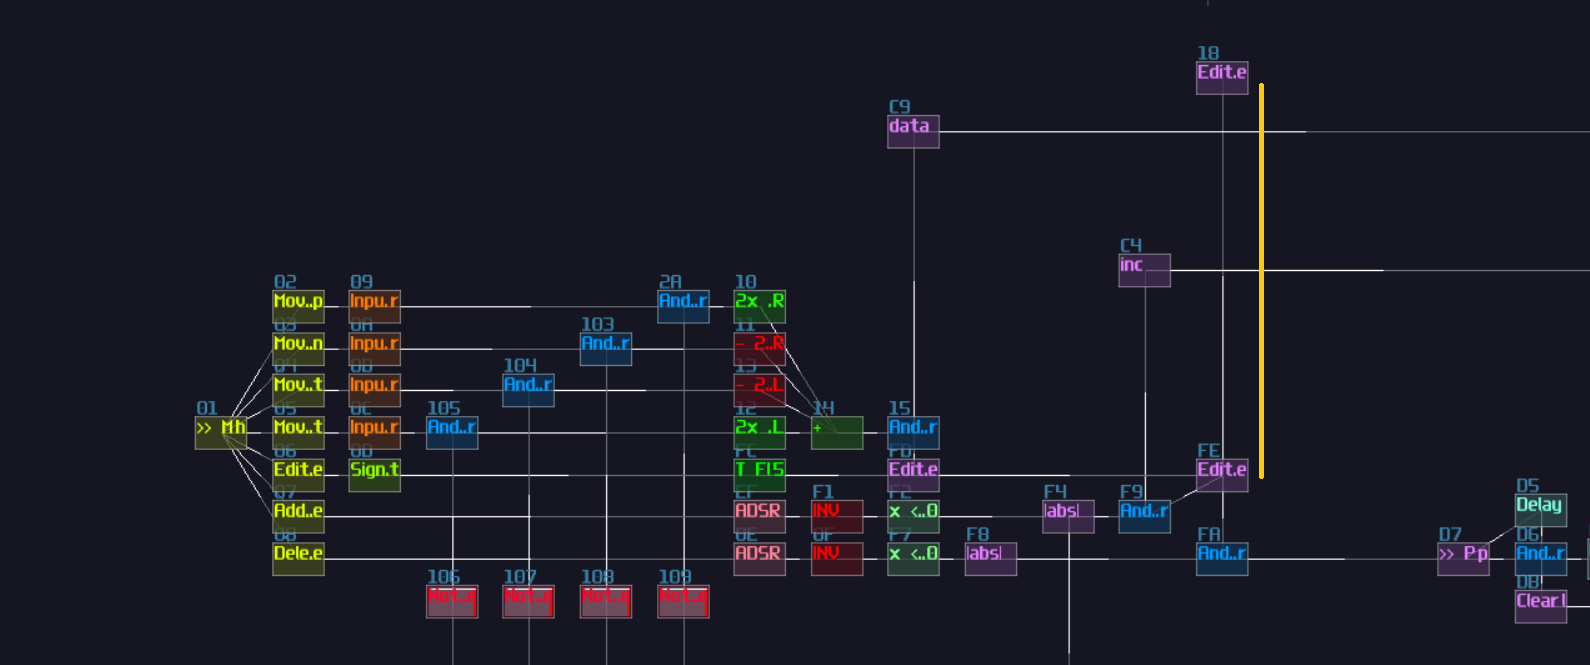 18
Edit.e
C9
data
C4
inc
02 09 2A 10
Mov..p Inpu.r And..r 2x .R
03 0A 103 11
Mov..n Inpu.r And..r - 2..R
04 0B 104 13
Mov..t Inpu.r And..r - 2..L
01 05 0C 105 12 14 15
>> Mh Mov..t Inpu.r And..r 2x .L + And..r
06 0D FC FD FE
Edit.e Sign.t T FIS Edit.e Edit.e
07 EF F1 F2 F4 F9 D5
Add..e ADSR INV x <..0 |abs| And..r Delay
08 0E 0F F7 F8 FA D7 D6
Dele.e ADSR INV x <..0 |abs| And..r >> Pp And..r
106 107 108 109 DB
Not..e Not..e Not..e Not..e Clear|